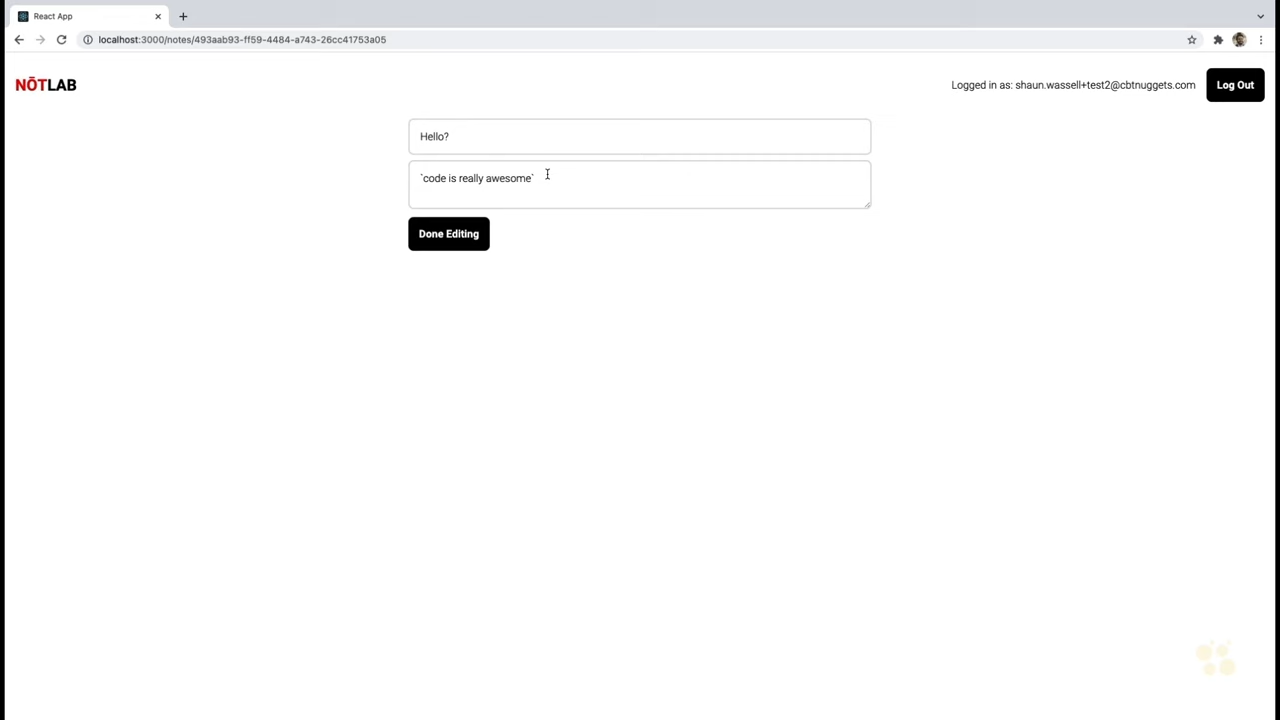 React App
localhost:3000/notes/493aab93-ff59-4484-a743-26cc41753a05
NŌTLAB
Logged in as: shaun.wassell+test2@cbtnuggets.com
Log Out
Hello?
`code is really awesome`
Done Editing